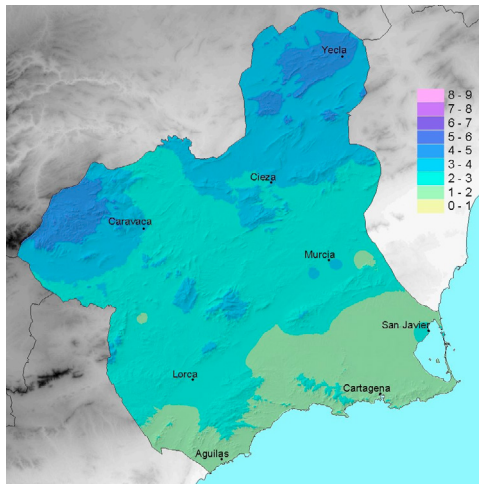 Yecla
8 - 9
7 - 8
6 - 7
5 - 6
4 - 5
3 - 4
2 - 3
1 - 2
0 - 1
Cieza
Caravaca
Murcia
San Javier
Lorca
Cartagena
Aguilas